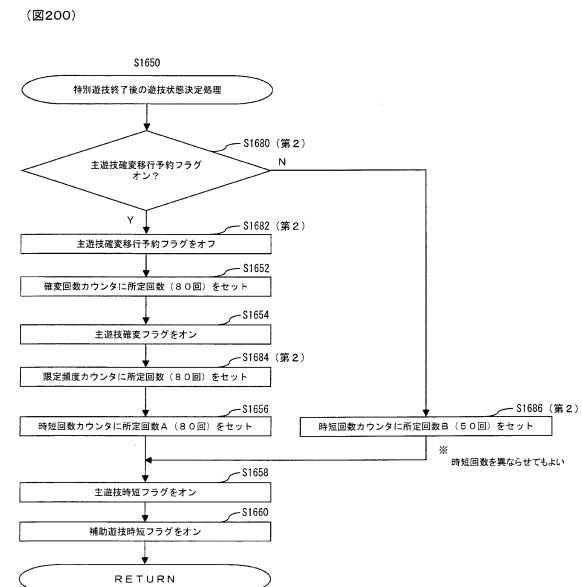 (図200)
S1650
特別遊技終了後の遊技状態決定処理
S1680(第2)
主遊技確変移行予約フラグ
オン?
N
Y
S1682(第2)
主遊技確変移行予約フラグをオフ
S1652
確変回数カウンタに所定回数(80回)をセット
S1654
主遊技確変フラグをオン
S1684(第2)
限定頻度カウンタに所定回数(80回)をセット
S1656
時短回数カウンタに所定回数A(80回)をセット
S1686(第2)
時短回数カウンタに所定回数B(50回)をセット
※
時短回数を異ならせてもよい
S1658
主遊技時短フラグをオン
S1660
補助遊技時短フラグをオン
RETURN